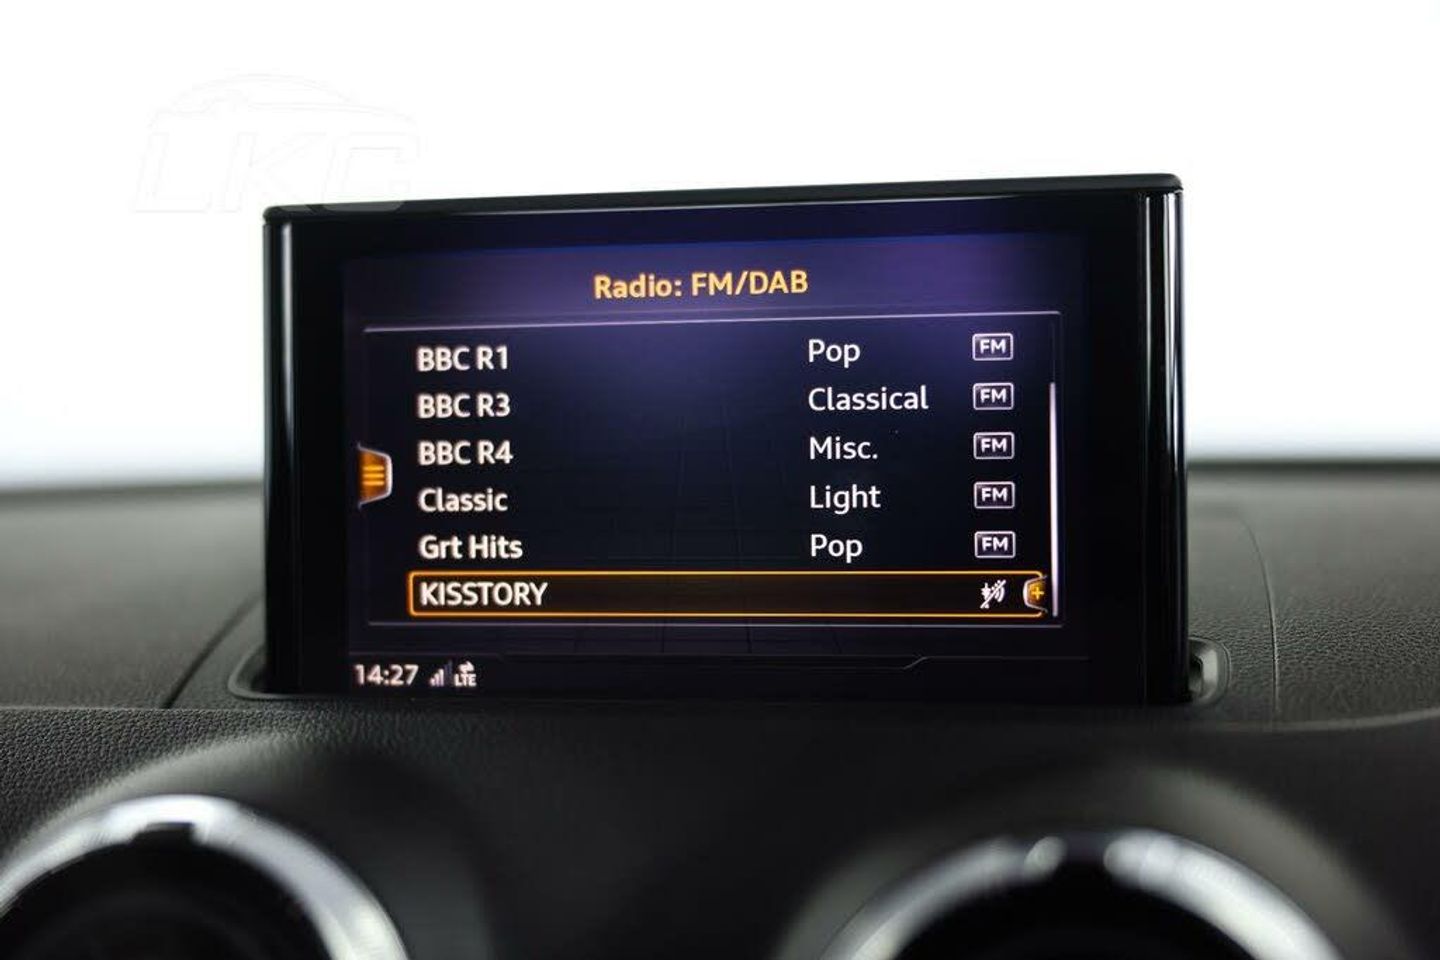 LKC
Radio: FM/DAB
BBC R1 Pop FM
BBC R3 Classical FM
BBC R4 Misc. FM
Classic Light FM
Grt Hits Pop FM
KISSTORY
14:27 LTE